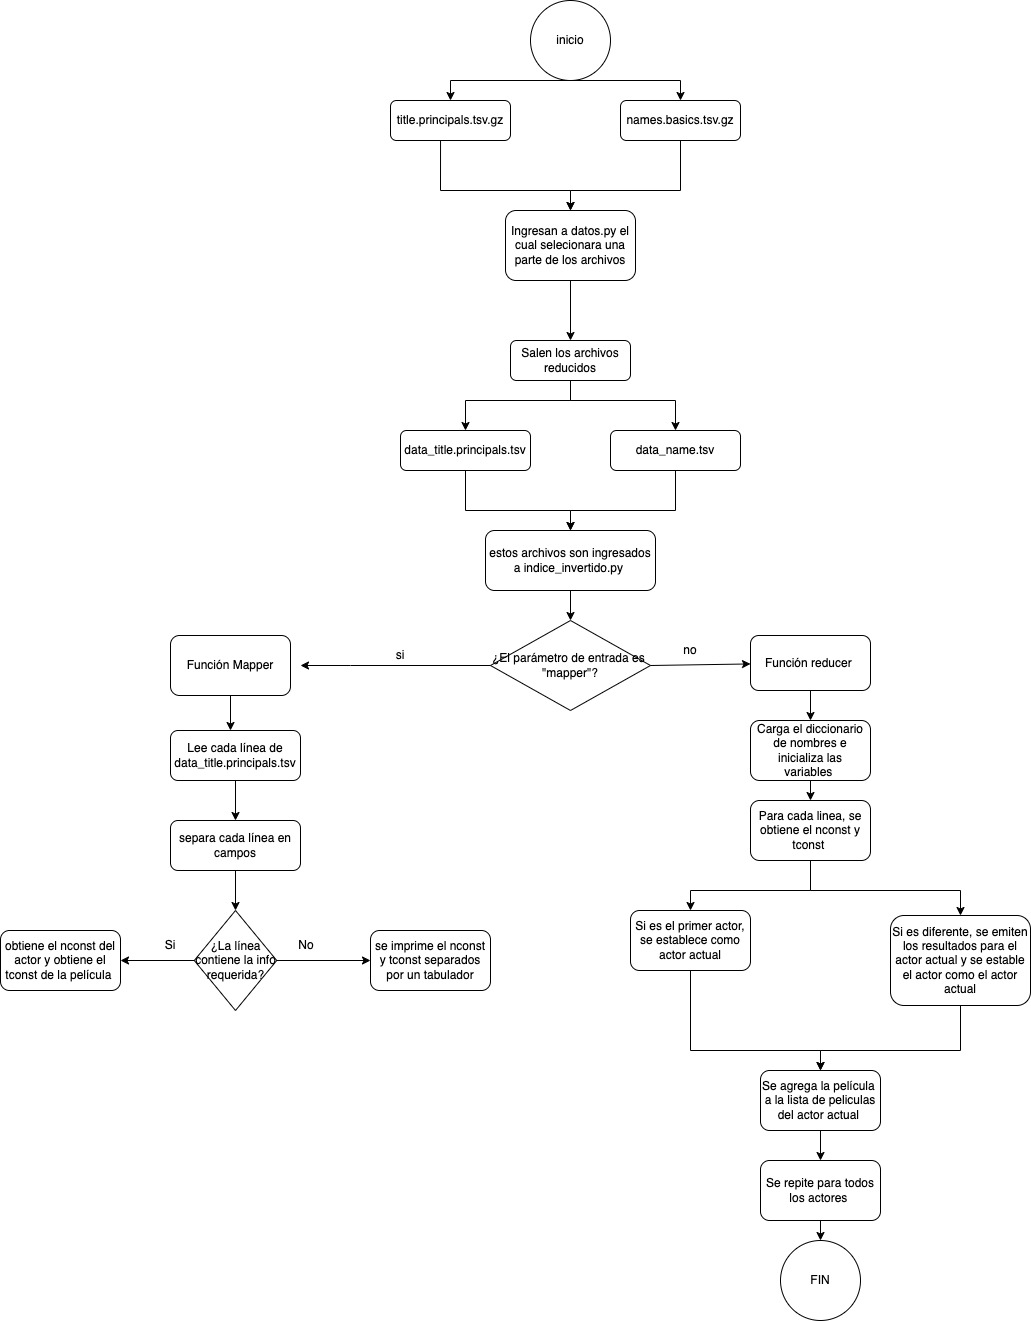 inicio
title.principals.tsv.gz
names.basics.tsv.gz
Ingresan a datos.py el
cual selecionara una
parte de los archivos
Salen los archivos
reducidos
data_title.principals.tsv
data_name.tsv
estos archivos son ingresados
a indice_invertido.py
¿El parámetro de entrada es
"mapper"?
si
no
Función Mapper
Función reducer
Lee cada línea de
data_title.principals.tsv
Carga el diccionario
de nombres e
inicializa las
variables
separa cada línea en
campos
Para cada linea, se
obtiene el nconst y
tconst
¿La línea
contiene la info
requerida?
Si
No
obtiene el nconst del
actor y obtiene el
tconst de la película
se imprime el nconst
y tconst separados
por un tabulador
Si es el primer actor,
se establece como
actor actual
Si es diferente, se emiten
los resultados para el
actor actual y se estable
el actor como el actor
actual
Se agrega la película
a la lista de peliculas
del actor actual
Se repite para todos
los actores
FIN